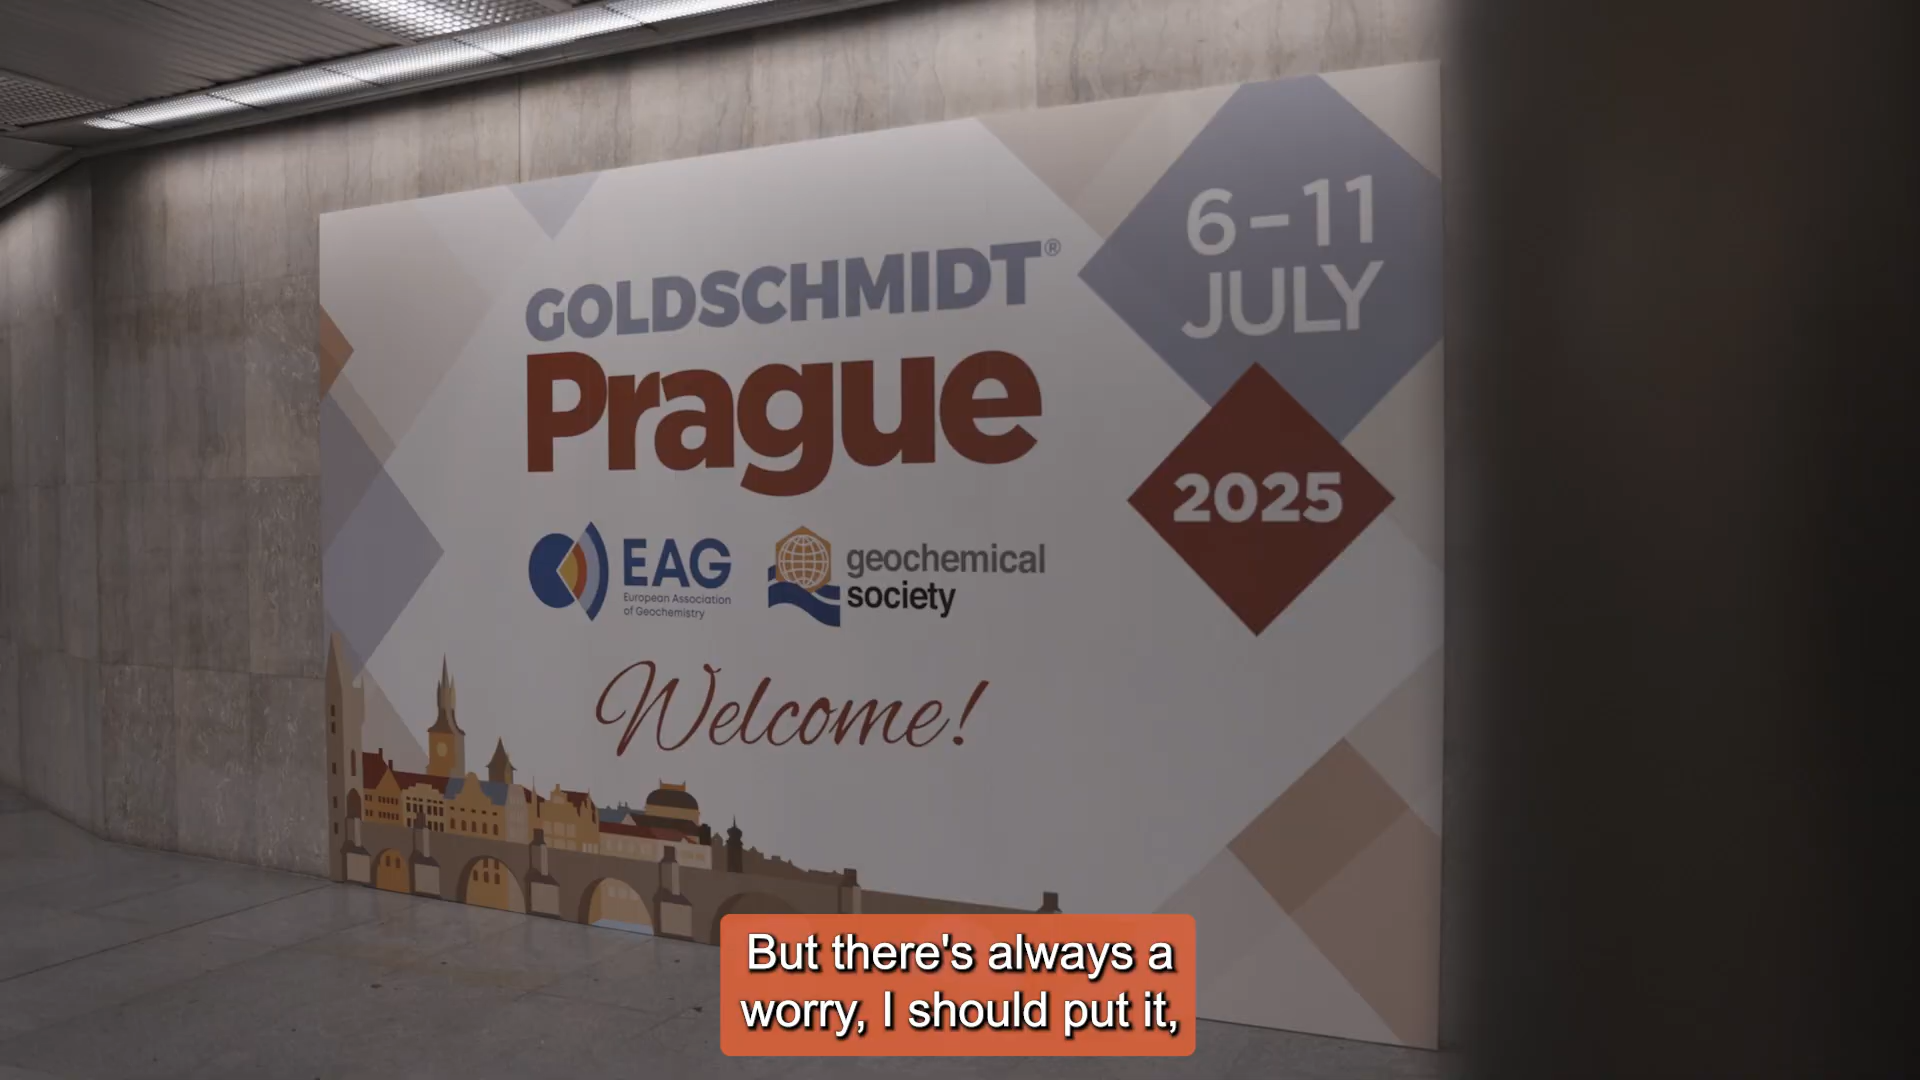 GOLDSCHMIDT®
Prague
6–11
JULY
2025
EAG
European Association
of Geochemistry
geochemical
society
Welcome!
But there's always a
worry, I should put it,